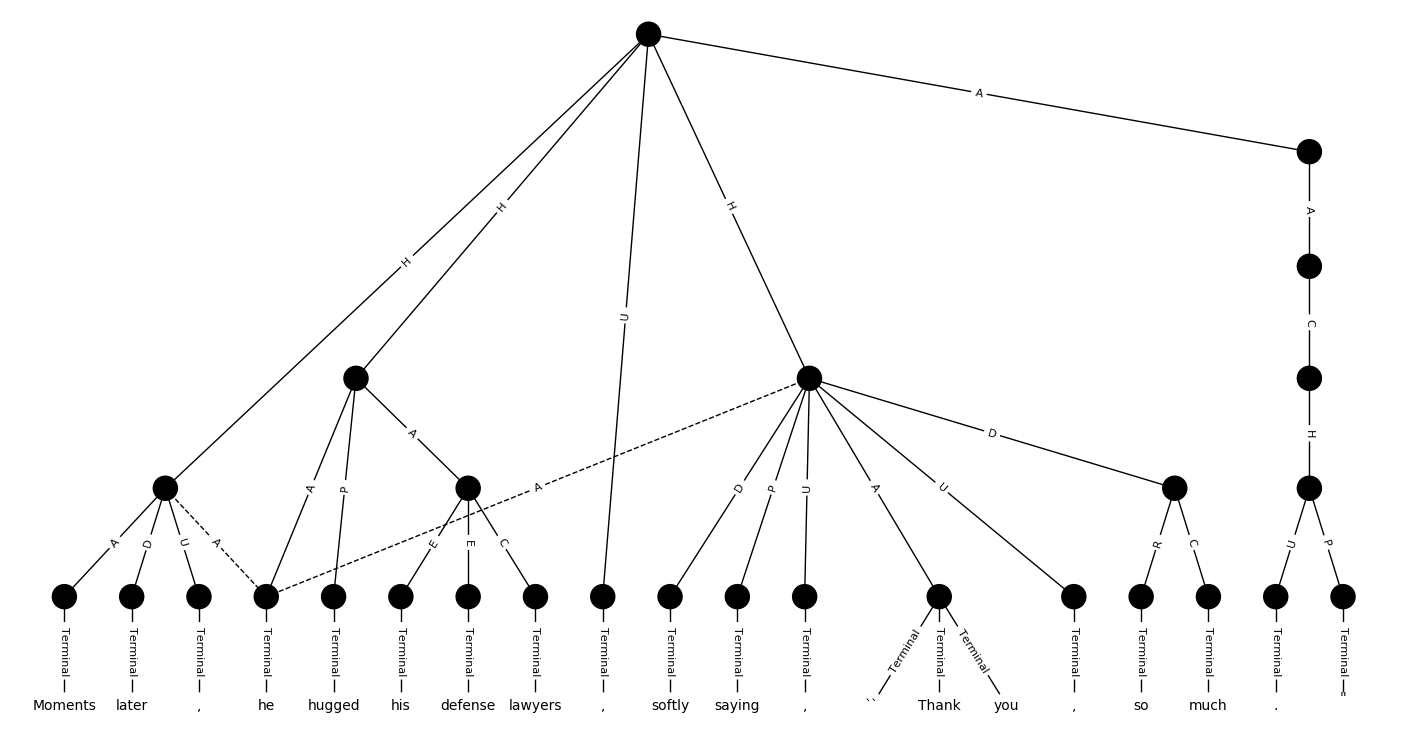 A
H
H
H
A
U
C
A
D
H
A
P
A
D
P
U
A
U
A
D
U
A
E
E
C
R
C
U
P
Terminal Terminal Terminal Terminal Terminal Terminal Terminal Terminal Terminal Terminal Terminal Terminal Terminal Terminal Terminal Terminal Terminal Terminal Terminal Terminal
Moments later , he hugged his defense lawyers , softly saying , `` Thank you , so much . "